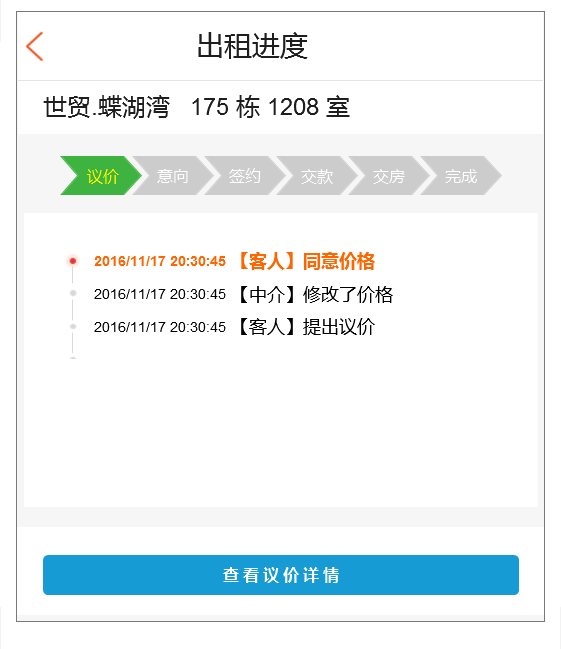 出租进度
世贸.蝶湖湾 175 栋 1208 室
议价 意向 签约 交款 交房 完成
2016/11/17 20:30:45 【客人】同意价格
2016/11/17 20:30:45 【中介】修改了价格
2016/11/17 20:30:45 【客人】提出议价
查看议价详情